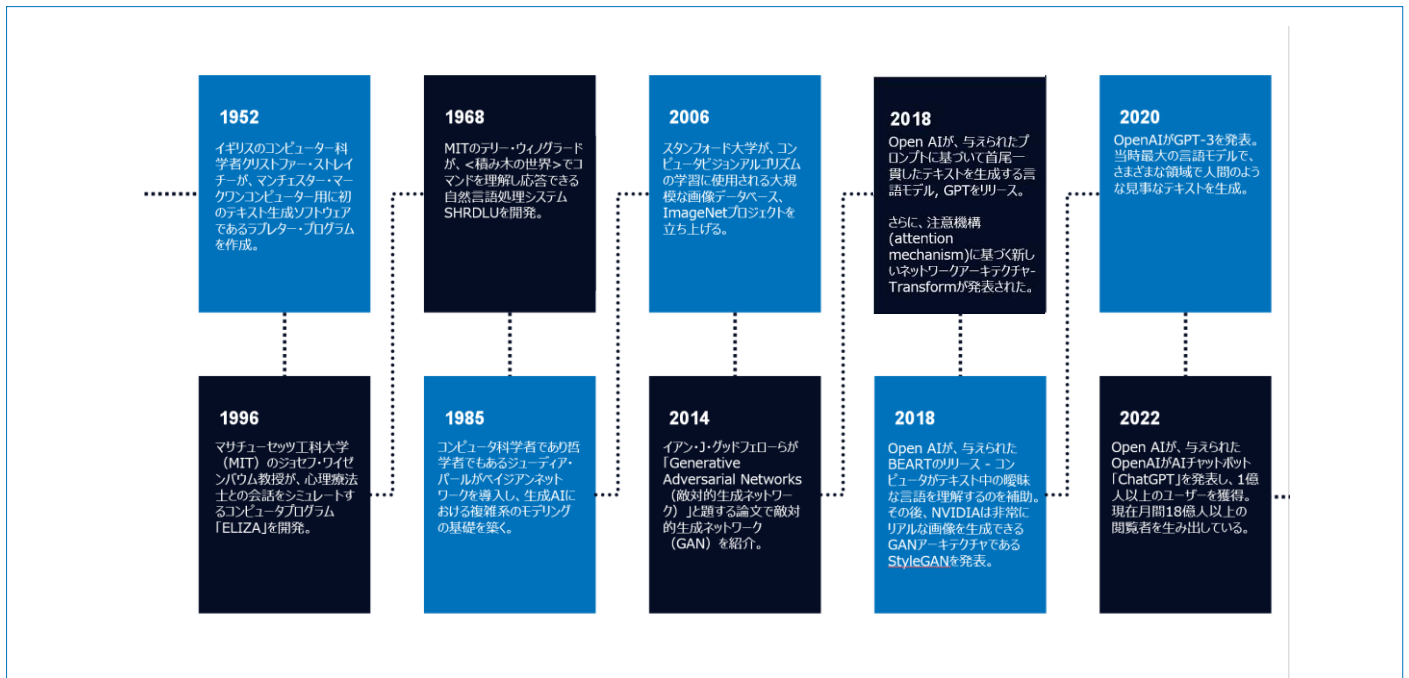 1952
イギリスのコンピューター科
学者クリストファー・ストレイ
チーが、マンチェスター・マー
クワンコンピューター用に初
のテキスト生成ソフトウェア
であるラブレター・プログラム
を作成。
1996
マサチューセッツ工科大学
（MIT）のジョセフ・ワイゼ
ンバウム教授が、心理療法
士との会話をシミュレートす
るコンピュータプログラム
「ELIZA」を開発。
1968
MITのテリー・ウィノグラード
が、<積み木の世界>でコ
マンドを理解し応答できる
自然言語処理システム
SHRDLUを開発。
1985
コンピュータ科学者であり哲
学者でもあるジューディア・
パールがベイジアンネット
ワークを導入し、生成AIに
おける複雑系のモデリング
の基礎を築く。
2006
スタンフォード大学が、コン
ピュータビジョンアルゴリズム
の学習に使用される大規
模な画像データベース、
ImageNetプロジェクトを
立ち上げる。
2014
イアン・J・グッドフェローらが
「Generative
Adversarial Networks
（敵対的生成ネットワー
ク）」と題する論文で敵対
的生成ネットワーク
（GAN）を紹介。
2018
Open AIが、与えられたプ
ロンプトに基づいて首尾一
貫したテキストを生成する言
語モデル, GPTをリリース。
さらに、注意機構
(attention
mechanism)に基づく新し
いネットワークアーキテクチャ-
Transformが発表された。
2018
Open AIが、与えられた
BEARTのリリース - コン
ピュータがテキスト中の曖昧
な言語を理解するのを補助。
その後、NVIDIAは非常に
リアルな画像を生成できる
GANアーキテクチャである
StyleGANを発表。
2020
OpenAIがGPT-3を発表。
当時最大の言語モデルで、
さまざまな領域で人間のよう
な見事なテキストを生成。
2022
Open AIが、与えられた
OpenAIがAIチャットボット
「ChatGPT」を発表し、1億
人以上のユーザーを獲得。
現在月間18億人以上の
閲覧者を生み出している。